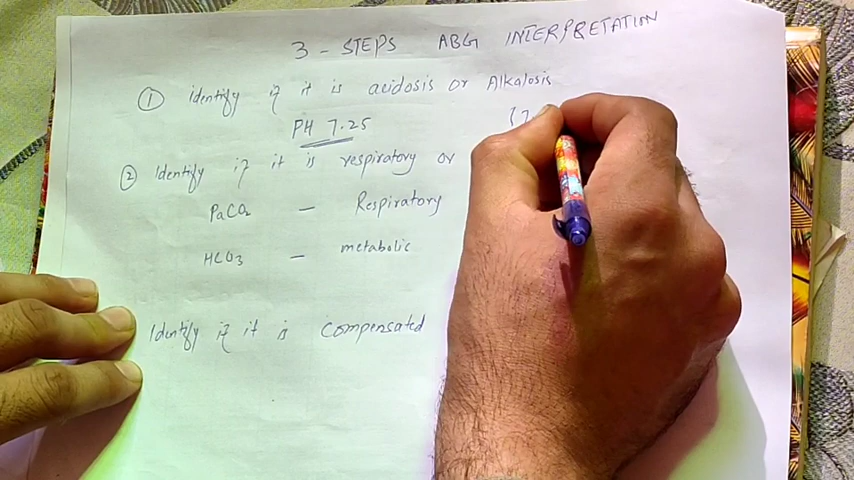 3 - STEPS ABG INTERPRETATION
① identify if it is acidosis or Alkalosis
PH 7.25 (7.
② Identify if it is respiratory or
PaCO2 — Respiratory
HCO3 — metabolic
Identify if it is compensated